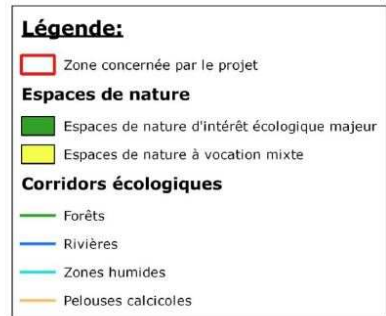 Légende:
Zone concernée par le projet
Espaces de nature
Espaces de nature d'intérêt écologique majeur
Espaces de nature à vocation mixte
Corridors écologiques
Forêts
Rivières
Zones humides
Pelouses calcicoles